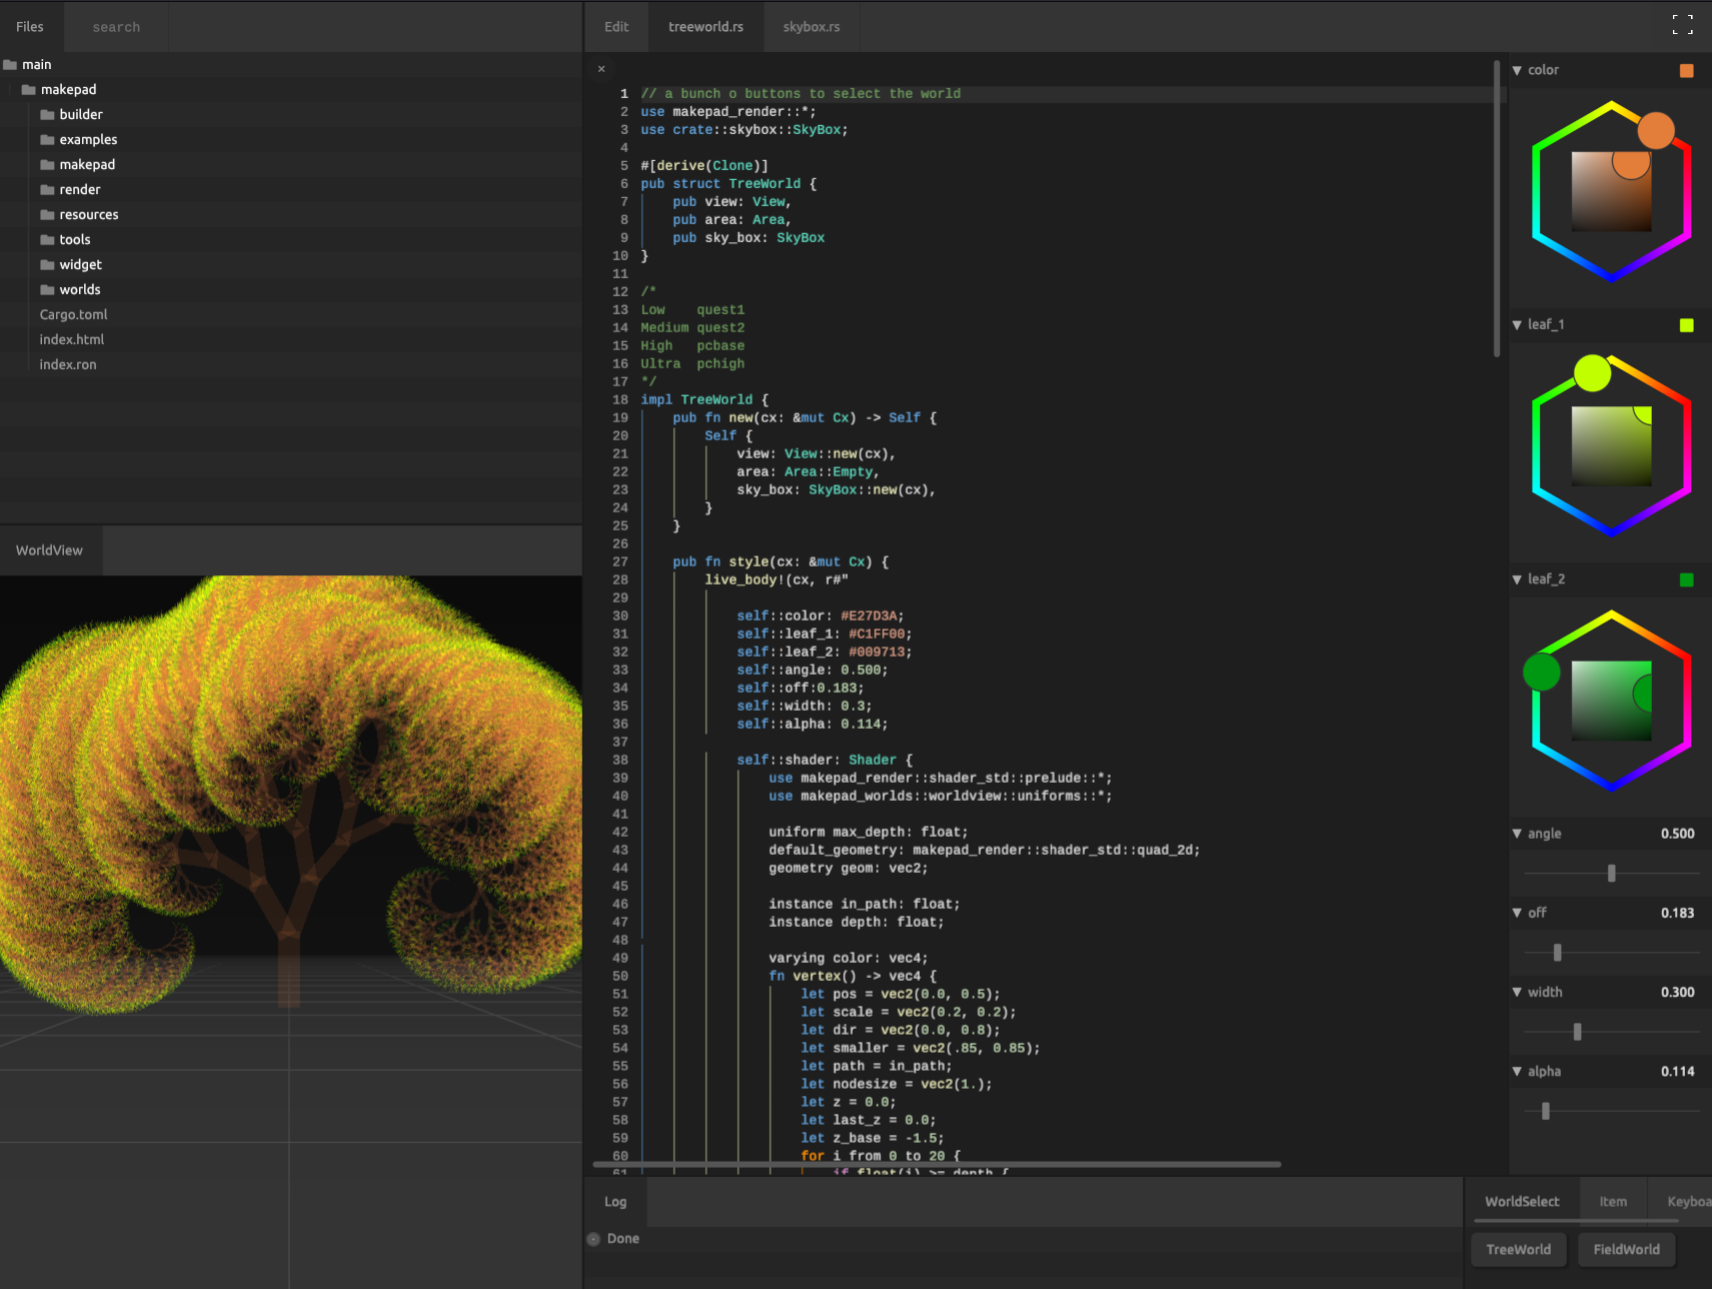 Files
search
main
makepad
builder
examples
makepad
render
resources
tools
widget
worlds
Cargo.toml
index.html
index.ron
WorldView
Edit
treeworld.rs
skybox.rs
×
1 // a bunch o buttons to select the world
2 use makepad_render::*;
3 use crate::skybox::SkyBox;
4
5 #[derive(Clone)]
6 pub struct TreeWorld {
7 pub view: View,
8 pub area: Area,
9 pub sky_box: SkyBox
10 }
11
12 /*
13 Low    quest1
14 Medium quest2
15 High   pcbase
16 Ultra  pchigh
17 */
18 impl TreeWorld {
19 pub fn new(cx: &mut Cx) -> Self {
20 Self {
21 view: View::new(cx),
22 area: Area::Empty,
23 sky_box: SkyBox::new(cx),
24 }
25 }
26
27 pub fn style(cx: &mut Cx) {
28 live_body!(cx, r#"
29
30 self::color: #E27D3A;
31 self::leaf_1: #C1FF00;
32 self::leaf_2: #009713;
33 self::angle: 0.500;
34 self::off:0.183;
35 self::width: 0.3;
36 self::alpha: 0.114;
37
38 self::shader: Shader {
39 use makepad_render::shader_std::prelude::*;
40 use makepad_worlds::worldview::uniforms::*;
41
42 uniform max_depth: float;
43 default_geometry: makepad_render::shader_std::quad_2d;
44 geometry geom: vec2;
45
46 instance in_path: float;
47 instance depth: float;
48
49 varying color: vec4;
50 fn vertex() -> vec4 {
51 let pos = vec2(0.0, 0.5);
52 let scale = vec2(0.2, 0.2);
53 let dir = vec2(0.0, 0.8);
54 let smaller = vec2(.85, 0.85);
55 let path = in_path;
56 let nodesize = vec2(1.);
57 let z = 0.0;
58 let last_z = 0.0;
59 let z_base = -1.5;
60 for i from 0 to 20 {
61 if float(i) >= depth {
color
leaf_1
leaf_2
angle 0.500
off 0.183
width 0.300
alpha 0.114
Log
Done
WorldSelect
Item
Keyboa
TreeWorld
FieldWorld